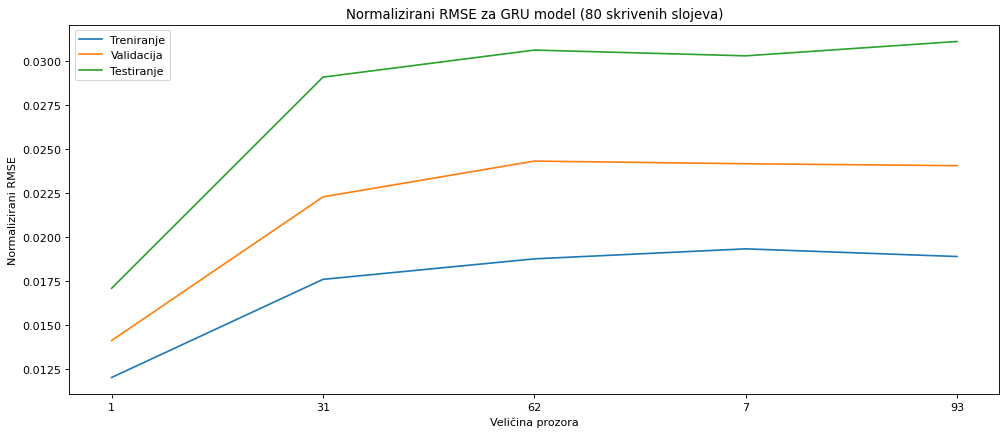 Normalizirani RMSE za GRU model (80 skrivenih slojeva)
Treniranje
Validacija
Testiranje
Normalizirani RMSE
0.0300
0.0275
0.0250
0.0225
0.0200
0.0175
0.0150
0.0125
1 31 62 7 93
Veličina prozora